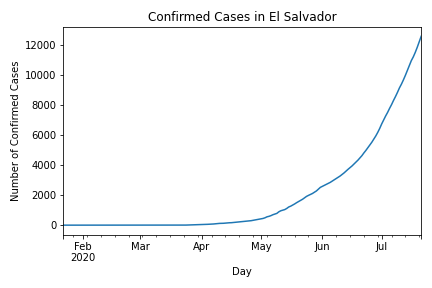 Confirmed Cases in El Salvador
Number of Confirmed Cases
12000
10000
8000
6000
4000
2000
0
Feb Mar Apr May Jun Jul
2020
Day